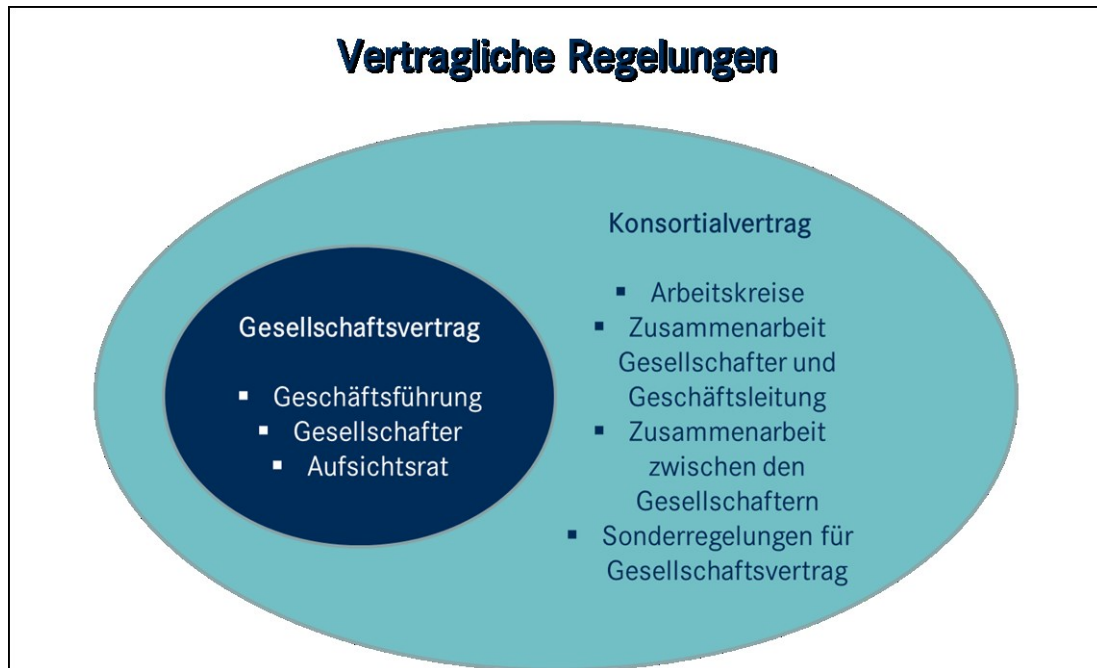 Vertragliche Regelungen
Gesellschaftsvertrag
▪ Geschäftsführung
▪ Gesellschafter
▪ Aufsichtsrat
Konsortialvertrag
▪ Arbeitskreise
▪ Zusammenarbeit
Gesellschafter und
Geschäftsleitung
▪ Zusammenarbeit
zwischen den
Gesellschaftern
▪ Sonderregelungen für
Gesellschaftsvertrag